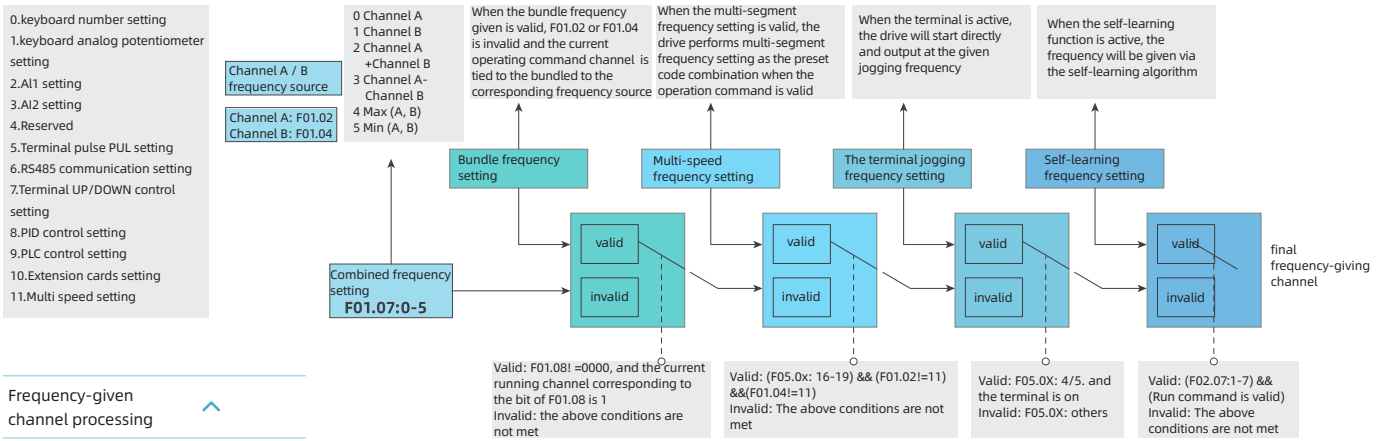 0.keyboard number setting
1.keyboard analog potentiometer
setting
2.AI1 setting
3.AI2 setting
4.Reserved
5.Terminal pulse PUL setting
6.RS485 communication setting
7.Terminal UP/DOWN control
setting
8.PID control setting
9.PLC control setting
10.Extension cards setting
11.Multi speed setting
Channel A / B
frequency source
Channel A: F01.02
Channel B: F01.04
0 Channel A
1 Channel B
2 Channel A
+Channel B
3 Channel A-
Channel B
4 Max (A, B)
5 Min (A, B)
When the bundle frequency
given is valid, F01.02 or F01.04
is invalid and the current
operating command channel is
tied to the bundled to the
corresponding frequency source
When the multi-segment
frequency setting is valid, the
drive performs multi-segment
frequency setting as the preset
code combination when the
operation command is valid
When the terminal is active,
the drive will start directly
and output at the given
jogging frequency
When the self-learning
function is active, the
frequency will be given via
the self-learning algorithm
Bundle frequency
setting
Multi-speed
frequency setting
The terminal jogging
frequency setting
Self-learning
frequency setting
Combined frequency
setting
F01.07:0-5
valid
invalid
valid
invalid
valid
invalid
valid
invalid
final
frequency-giving
channel
Valid: F01.08! =0000, and the current
running channel corresponding to
the bit of F01.08 is 1
Invalid: the above conditions are
not met
Valid: (F05.0x: 16-19) && (F01.02!=11)
&&(F01.04!=11)
Invalid: The above conditions are not
met
Valid: F05.0X: 4/5. and
the terminal is on
Invalid: F05.0X: others
Valid: (F02.07:1-7) &&
(Run command is valid)
Invalid: The above
conditions are not met
Frequency-given
channel processing